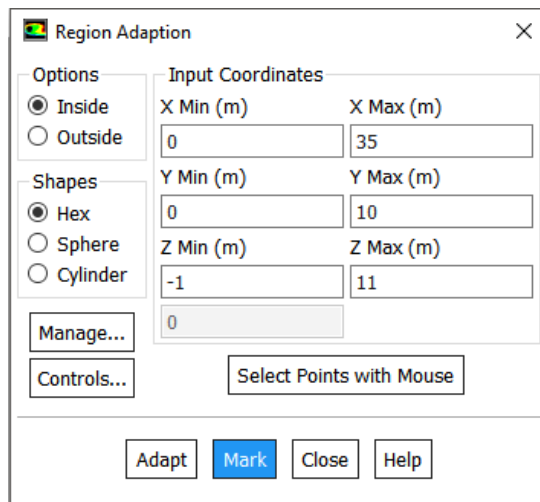 Region Adaption
Options
Inside
Outside
Shapes
Hex
Sphere
Cylinder
Manage...
Controls...
Input Coordinates
X Min (m) X Max (m)
0 35
Y Min (m) Y Max (m)
0 10
Z Min (m) Z Max (m)
-1 11
0
Select Points with Mouse
Adapt Mark Close Help